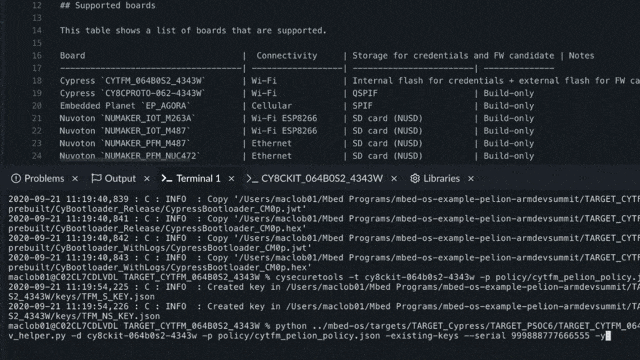 12 ## Supported boards
13
14 This table shows a list of boards that are supported.
15
16 Board | Connectivity | Storage for credentials and FW candidate | Notes
17
18 Cypress `CYTFM_064B0S2_4343W` | Wi-Fi | Internal flash for credentials + external flash for FW ca
19 Cypress `CY8CPROTO-062-4343W` | Wi-Fi | QSPIF | Build-only
20 Embedded Planet `EP_AGORA` | Cellular | SPIF | Build-only
21 Nuvoton `NUMAKER_IOT_M263A` | Wi-Fi ESP8266 | SD card (NUSD) | Build-only
22 Nuvoton `NUMAKER_IOT_M487` | Wi-Fi ESP8266 | SD card (NUSD) | Build-only
23 Nuvoton `NUMAKER_PFM_M487` | Ethernet | SD card (NUSD) | Build-only
24 Nuvoton `NUMAKER_PFM_NUC472` | Ethernet | SD card (NUSD) | Build-only
Problems × Output × >_ Terminal 1 × >_ CY8CKIT_064B0S2_4343W × Libraries ×
2020-09-21 11:19:40,839 : C : INFO : Copy '/Users/maclob01/Mbed Programs/mbed-os-example-pelion-armdevsummit/TARGET_CYTF
prebuilt/CyBootloader_Release/CypressBootloader_CM0p.jwt'
2020-09-21 11:19:40,841 : C : INFO : Copy '/Users/maclob01/Mbed Programs/mbed-os-example-pelion-armdevsummit/TARGET_CYTF
prebuilt/CyBootloader_Release/CypressBootloader_CM0p.hex'
2020-09-21 11:19:40,842 : C : INFO : Copy '/Users/maclob01/Mbed Programs/mbed-os-example-pelion-armdevsummit/TARGET_CYTF
prebuilt/CyBootloader_WithLogs/CypressBootloader_CM0p.jwt'
2020-09-21 11:19:40,843 : C : INFO : Copy '/Users/maclob01/Mbed Programs/mbed-os-example-pelion-armdevsummit/TARGET_CYTF
prebuilt/CyBootloader_WithLogs/CypressBootloader_CM0p.hex'
maclob01@C02CL7CDLVDL TARGET_CYTFM_064B0S2_4343W % cysecuretools -t cy8ckit-064b0s2-4343w -p policy/cytfm_pelion_policy.j
2020-09-21 11:19:54,225 : C : INFO : Created key in /Users/maclob01/Mbed Programs/mbed-os-example-pelion-armdevsummit/TA
S2_4343W/keys/TFM_S_KEY.json
2020-09-21 11:19:54,226 : C : INFO : Created key in /Users/maclob01/Mbed Programs/mbed-os-example-pelion-armdevsummit/TA
S2_4343W/keys/TFM_NS_KEY.json
maclob01@C02CL7CDLVDL TARGET_CYTFM_064B0S2_4343W % python ../mbed-os/targets/TARGET_Cypress/TARGET_PSOC6/TARGET_CYTFM_064
v_helper.py -d cy8ckit-064b0s2-4343w -p policy/cytfm_pelion_policy.json -existing-keys --serial 999888777666555 -y